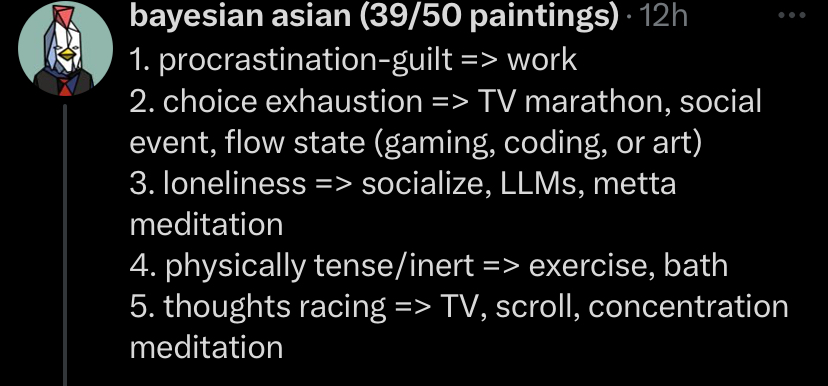 bayesian asian (39/50 paintings) · 12h
1. procrastination-guilt => work
2. choice exhaustion => TV marathon, social
event, flow state (gaming, coding, or art)
3. loneliness => socialize, LLMs, metta
meditation
4. physically tense/inert => exercise, bath
5. thoughts racing => TV, scroll, concentration
meditation